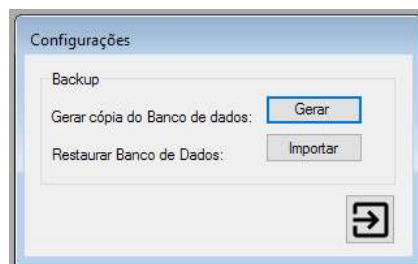 Configurações
Backup
Gerar cópia do Banco de dados: Gerar
Restaurar Banco de Dados: Importar